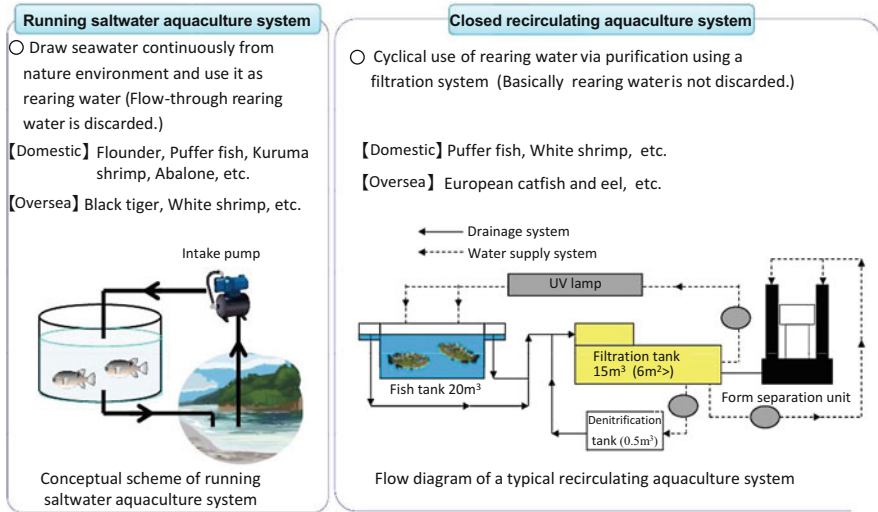 Running saltwater aquaculture system
○ Draw seawater continuously from
nature environment and use it as
rearing water (Flow-through rearing
water is discarded.)
【Domestic】Flounder, Puffer fish, Kuruma
shrimp, Abalone, etc.
【Oversea】Black tiger, White shrimp, etc.
Intake pump
Conceptual scheme of running
saltwater aquaculture system
Closed recirculating aquaculture system
○ Cyclical use of rearing water via purification using a
filtration system (Basically rearing water is not discarded.)
【Domestic】Puffer fish, White shrimp, etc.
【Oversea】European catfish and eel, etc.
Drainage system
Water supply system
UV lamp
Filtration tank
15m³ (6m²>)
Fish tank 20m³
Form separation unit
Denitrification
tank (0.5m³)
Flow diagram of a typical recirculating aquaculture system